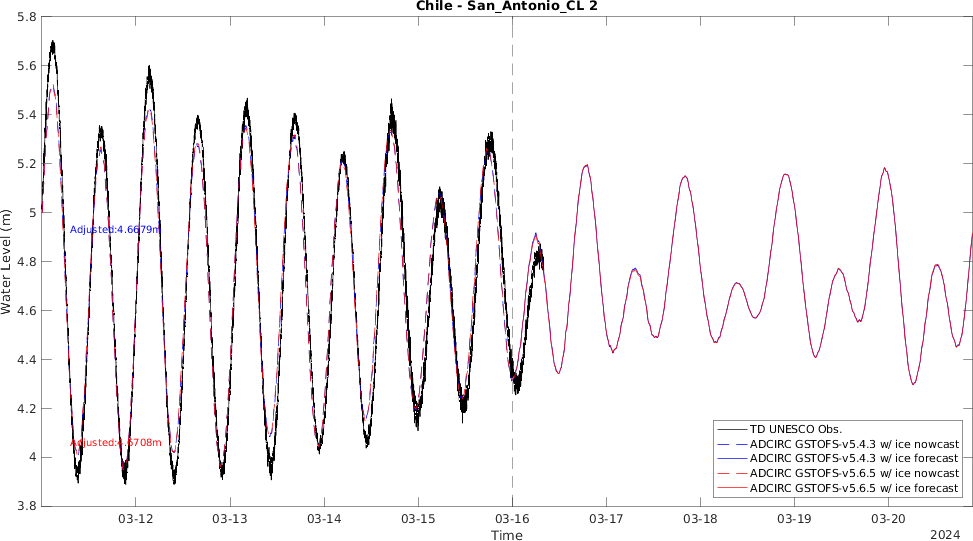 Chile - San_Antonio_CL 2
Water Level (m)
5.8
5.6
5.4
5.2
5
4.8
4.6
4.4
4.2
4
3.8
Adjusted:4.6679m
Adjusted:4.6708m
TD UNESCO Obs.
ADCIRC GSTOFS-v5.4.3 w/ ice nowcast
ADCIRC GSTOFS-v5.4.3 w/ ice forecast
ADCIRC GSTOFS-v5.6.5 w/ ice nowcast
ADCIRC GSTOFS-v5.6.5 w/ ice forecast
03-12 03-13 03-14 03-15 03-16 03-17 03-18 03-19 03-20
Time
2024